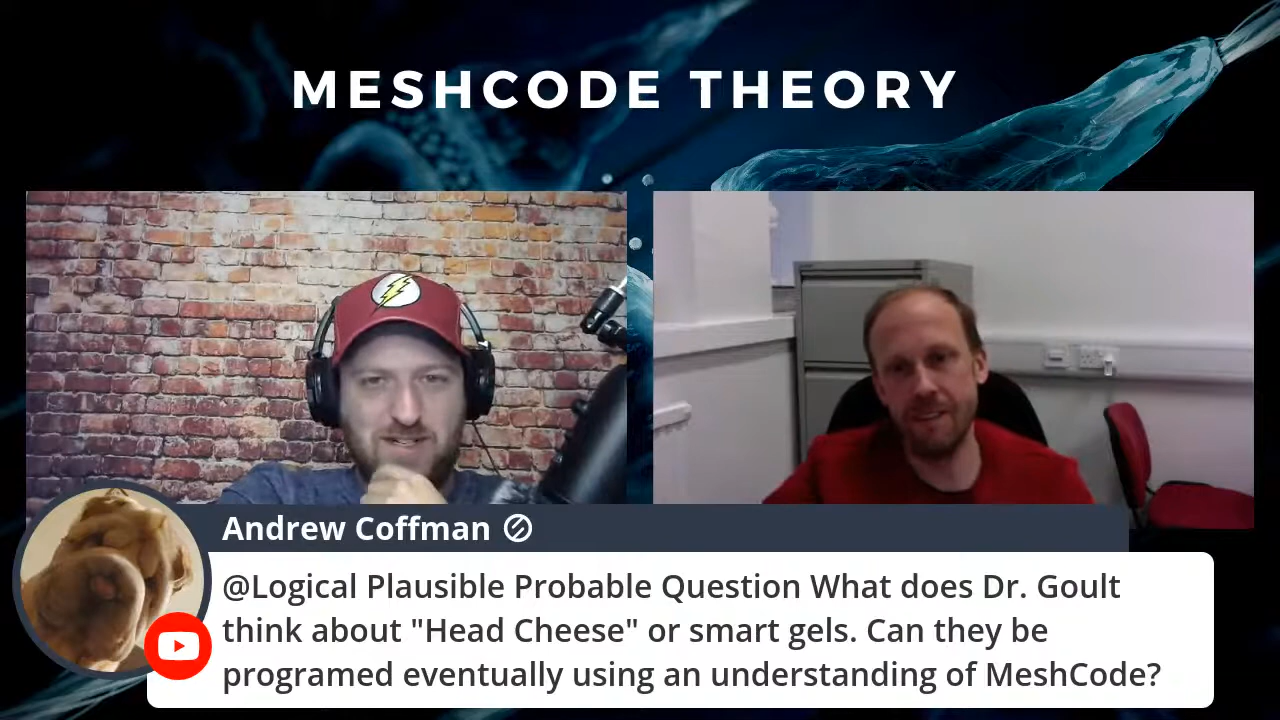 MESHCODE THEORY
Andrew Coffman
@Logical Plausible Probable Question What does Dr. Goult
think about "Head Cheese" or smart gels. Can they be
programed eventually using an understanding of MeshCode?